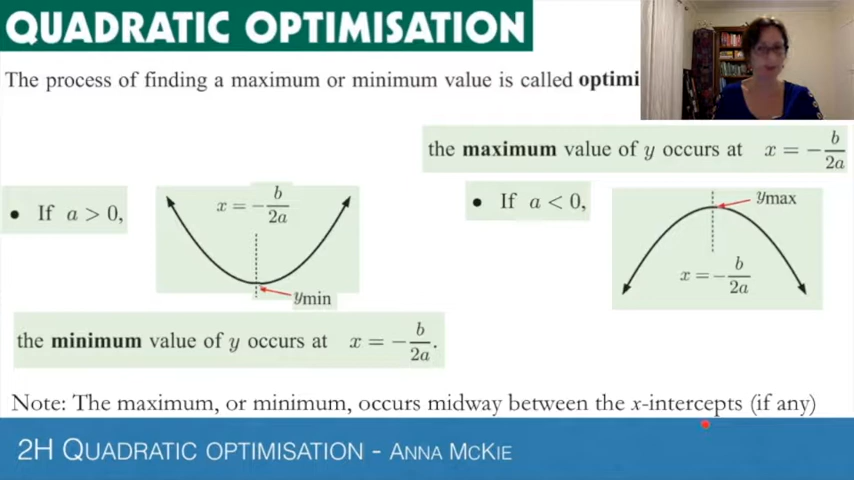 QUADRATIC OPTIMISATION
The process of finding a maximum or minimum value is called optimi
the maximum value of y occurs at x = -b/2a
• If a > 0,
x = -b/2a
ymin
the minimum value of y occurs at x = -b/2a.
• If a < 0,
ymax
x = -b/2a
Note: The maximum, or minimum, occurs midway between the x-intercepts (if any)
2H QUADRATIC OPTIMISATION - ANNA MCKIE